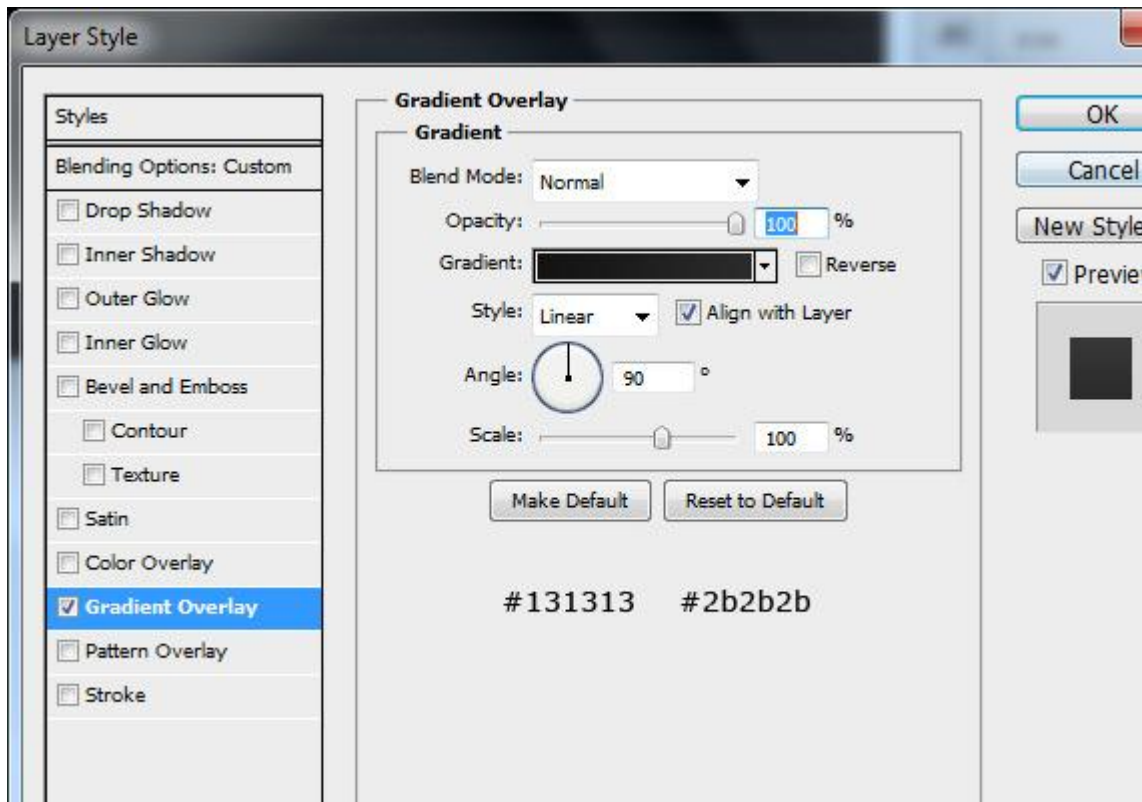 Layer Style
Styles
Blending Options: Custom
Drop Shadow
Inner Shadow
Outer Glow
Inner Glow
Bevel and Emboss
Contour
Texture
Satin
Color Overlay
Gradient Overlay
Pattern Overlay
Stroke
Gradient Overlay
Gradient
Blend Mode: Normal
Opacity: 100 %
Gradient: Reverse
Style: Linear Align with Layer
Angle: 90 °
Scale: 100 %
Make Default Reset to Default
#131313 #2b2b2b
OK
Cancel
New Style
Previe